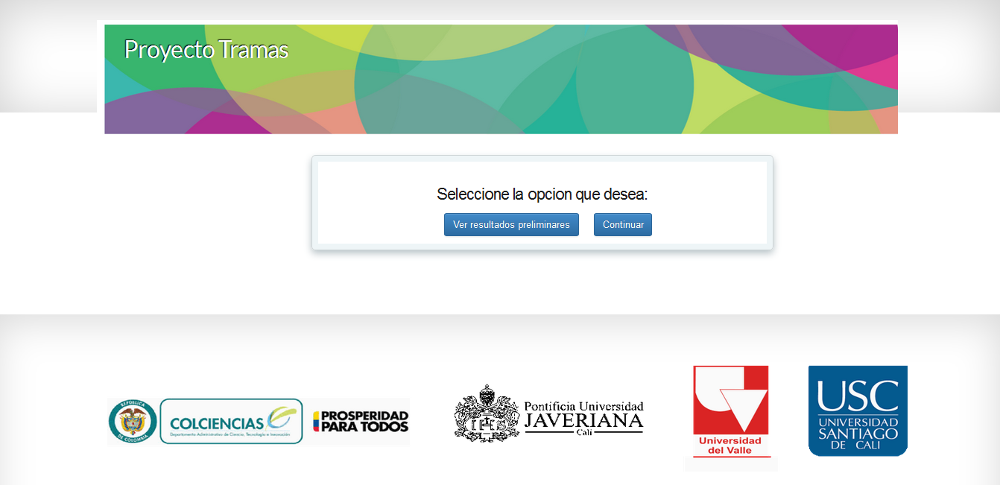 Proyecto Tramas
Seleccione la opcion que desea:
Ver resultados preliminares
Continuar
REPUBLICA
DE COLOMBIA
COLCIENCIAS
Departamento Administrativo de Ciencia, Tecnología e Innovación
PROSPERIDAD
PARA TODOS
IHS
Pontificia Universidad
JAVERIANA
Cali
Universidad
del Valle
USC
UNIVERSIDAD
SANTIAGO
DE CALI